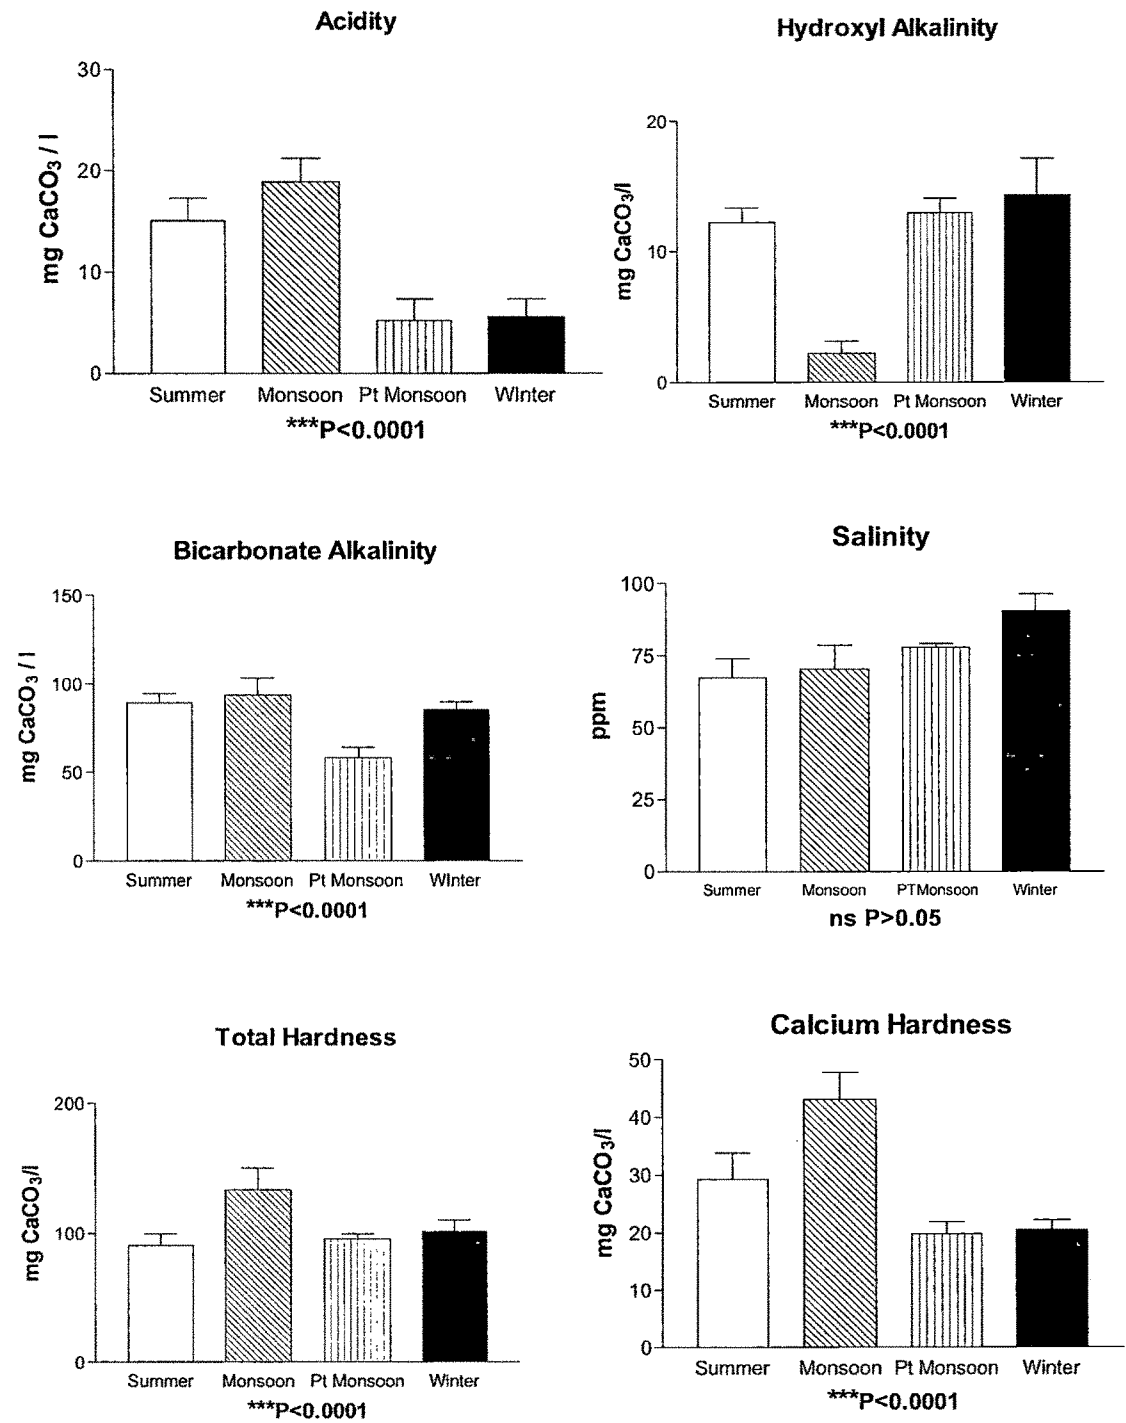 Acidity
30
20
10
0
mg CaCO3 / l
Summer Monsoon Pt Monsoon WInter
***P<0.0001
Hydroxyl Alkalinity
20
10
0
mg CaCO3/l
Summer Monsoon Pt Monsoon Winter
***P<0.0001
Bicarbonate Alkalinity
150
100
50
0
mg CaCO3 / l
Summer Monsoon Pt Monsoon WInter
***P<0.0001
Salinity
100
75
50
25
0
ppm
Summer Monsoon PTMonsoon Winter
ns P>0.05
Total Hardness
200
100
0
mg CaCO3/l
Summer Monsoon Pt Monsoon Winter
***P<0.0001
Calcium Hardness
50
40
30
20
10
0
mg CaCO3/l
Summer Monsoon Pt Monsoon Winter
***P<0.0001